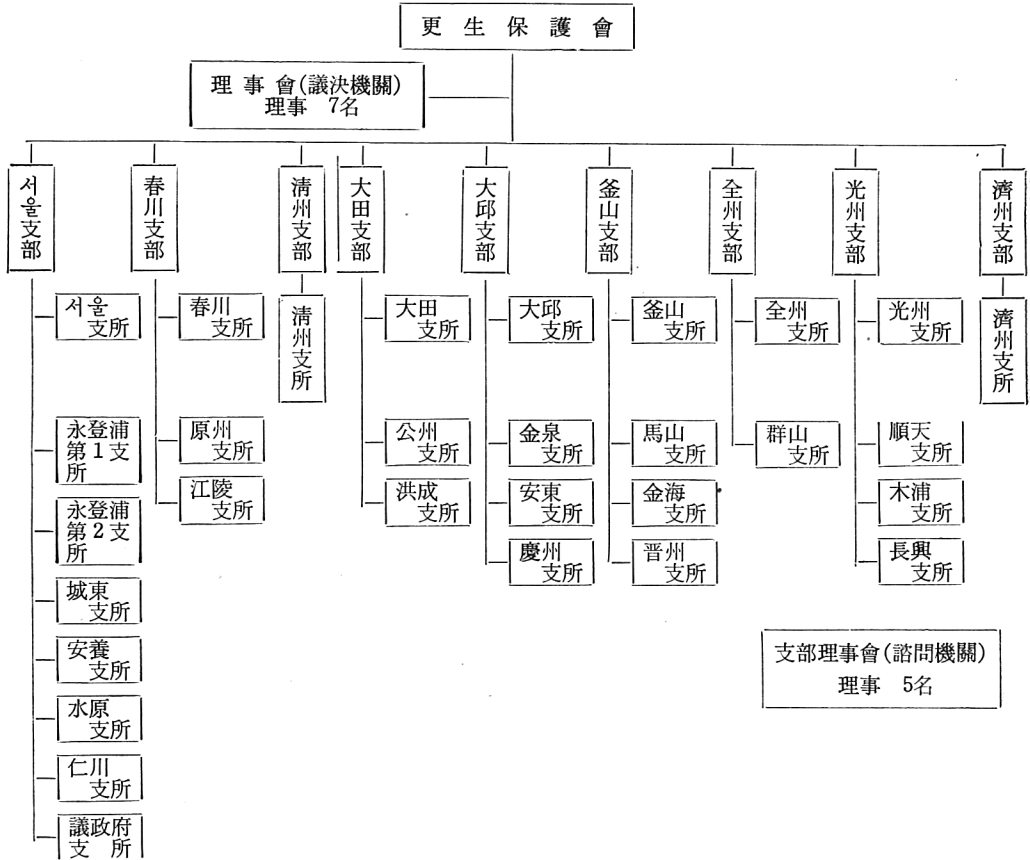 更生保護會
理事會(議決機關)
理事 7名
서울支部
春川支部
淸州支部
大田支部
大邱支部
釜山支部
全州支部
光州支部
濟州支部
서울
支所
永登浦
第1支
所
永登浦
第2支
所
城東
支所
安養
支所
水原
支所
仁川
支所
議政府
支所
春川
支所
原州
支所
江陵
支所
淸州支所
大田
支所
公州
支所
洪成
支所
大邱
支所
金泉
支所
安東
支所
慶州
支所
釜山
支所
馬山
支所
金海
支所
晋州
支所
全州
支所
群山
支所
光州
支所
順天
支所
木浦
支所
長興
支所
濟州支所
支部理事會(諮問機關)
理事 5名